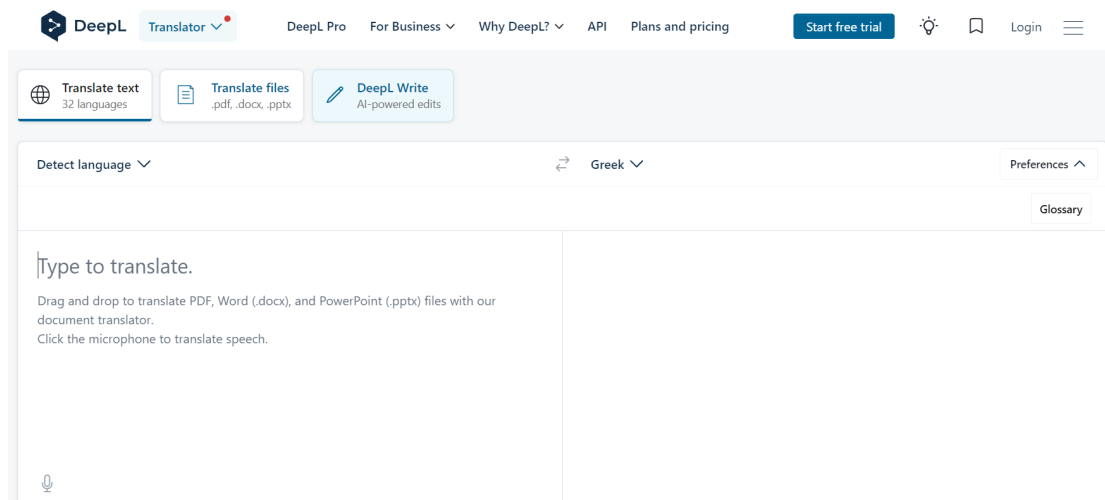 DeepL Translator DeepL Pro For Business Why DeepL? API Plans and pricing Start free trial Login
Translate text Translate files DeepL Write
32 languages .pdf, .docx, .pptx AI-powered edits
Detect language Greek Preferences
Glossary
Type to translate.
Drag and drop to translate PDF, Word (.docx), and PowerPoint (.pptx) files with our
document translator.
Click the microphone to translate speech.